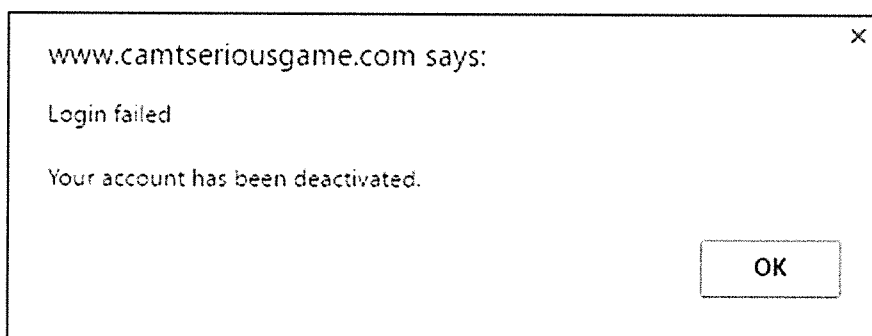 www.camtseriousgame.com says:
Login failed
Your account has been deactivated.
OK